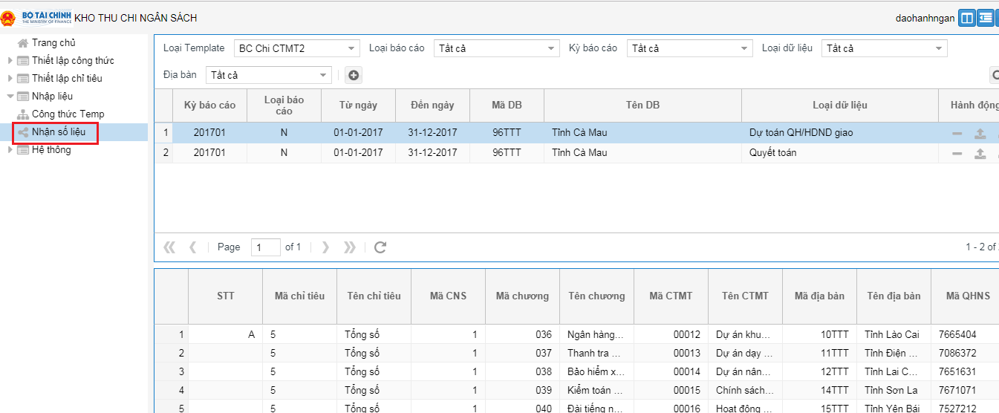 BỘ TÀI CHÍNH
THE MINISTRY OF FINANCE
KHO THU CHI NGÂN SÁCH
daohanhngan
Trang chủ
Thiết lập công thức
Thiết lập chỉ tiêu
Nhập liệu
Công thức Temp
Nhận số liệu
Hệ thống
Loại Template BC Chi CTMT2 Loại báo cáo Tất cả Kỳ báo cáo Tất cả Loại dữ liệu Tất cả
Địa bàn Tất cả
Kỳ báo cáo Loại báo cáo Từ ngày Đến ngày Mã DB Tên DB Loại dữ liệu Hành động
1 201701 N 01-01-2017 31-12-2017 96TTT Tỉnh Cà Mau Dự toán QH/HDND giao
2 201701 N 01-01-2017 31-12-2017 96TTT Tỉnh Cà Mau Quyết toán
Page 1 of 1 1 - 2 of
STT Mã chỉ tiêu Tên chỉ tiêu Mã CNS Mã chương Tên chương Mã CTMT Tên CTMT Mã địa bàn Tên địa bàn Mã QHNS
1 A 5 Tổng số 1 036 Ngân hàng... 00012 Dự án khu... 10TTT Tỉnh Lào Cai 7665404
2 5 Tổng số 1 037 Thanh tra ... 00013 Dự án dạy ... 11TTT Tỉnh Điện ... 7086372
3 5 Tổng số 1 038 Bảo hiểm x... 00014 Dự án nân... 12TTT Tỉnh Lai C... 7651631
4 5 Tổng số 1 039 Kiểm toán ... 00015 Chính sách... 14TTT Tỉnh Sơn La 7671071
5 5 Tổng số 1 040 Đài tiếng n... 00016 Hoạt động ... 15TTT Tỉnh Yên Bái 7527212